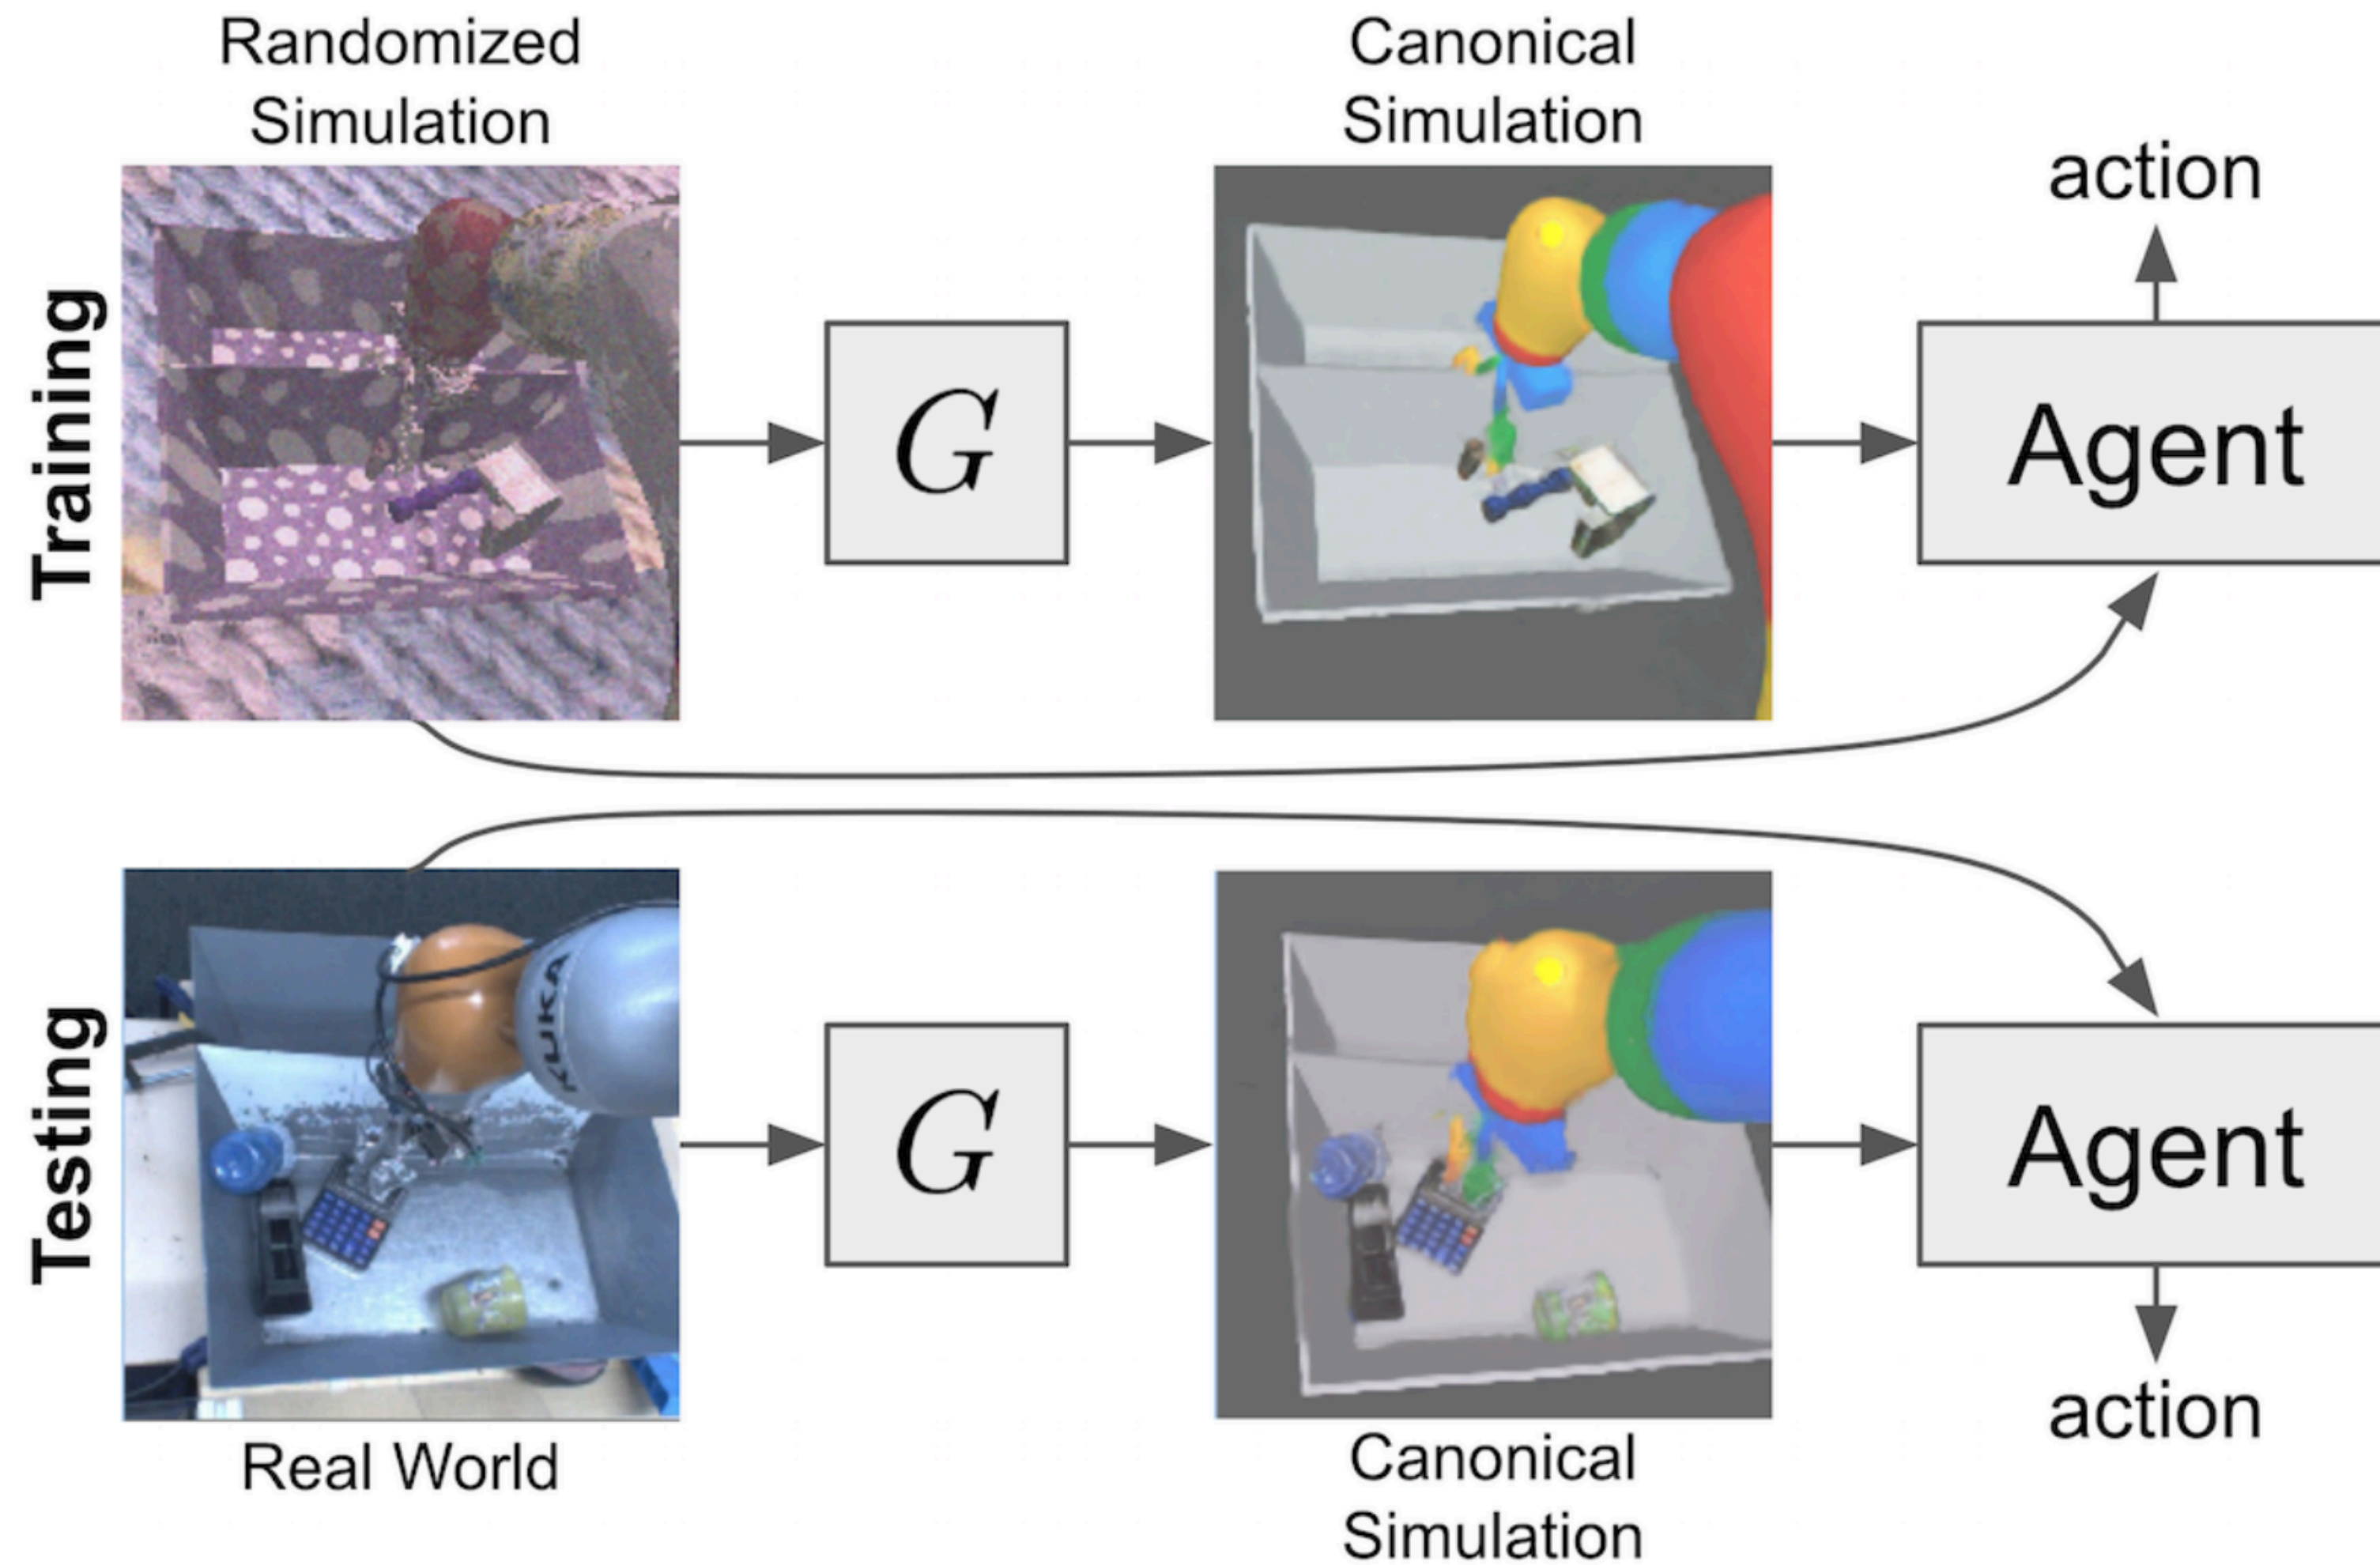 Randomized
Simulation
Canonical
Simulation
action
Training
G
Agent
Testing
KUKA
G
Agent
action
Real World
Canonical
Simulation